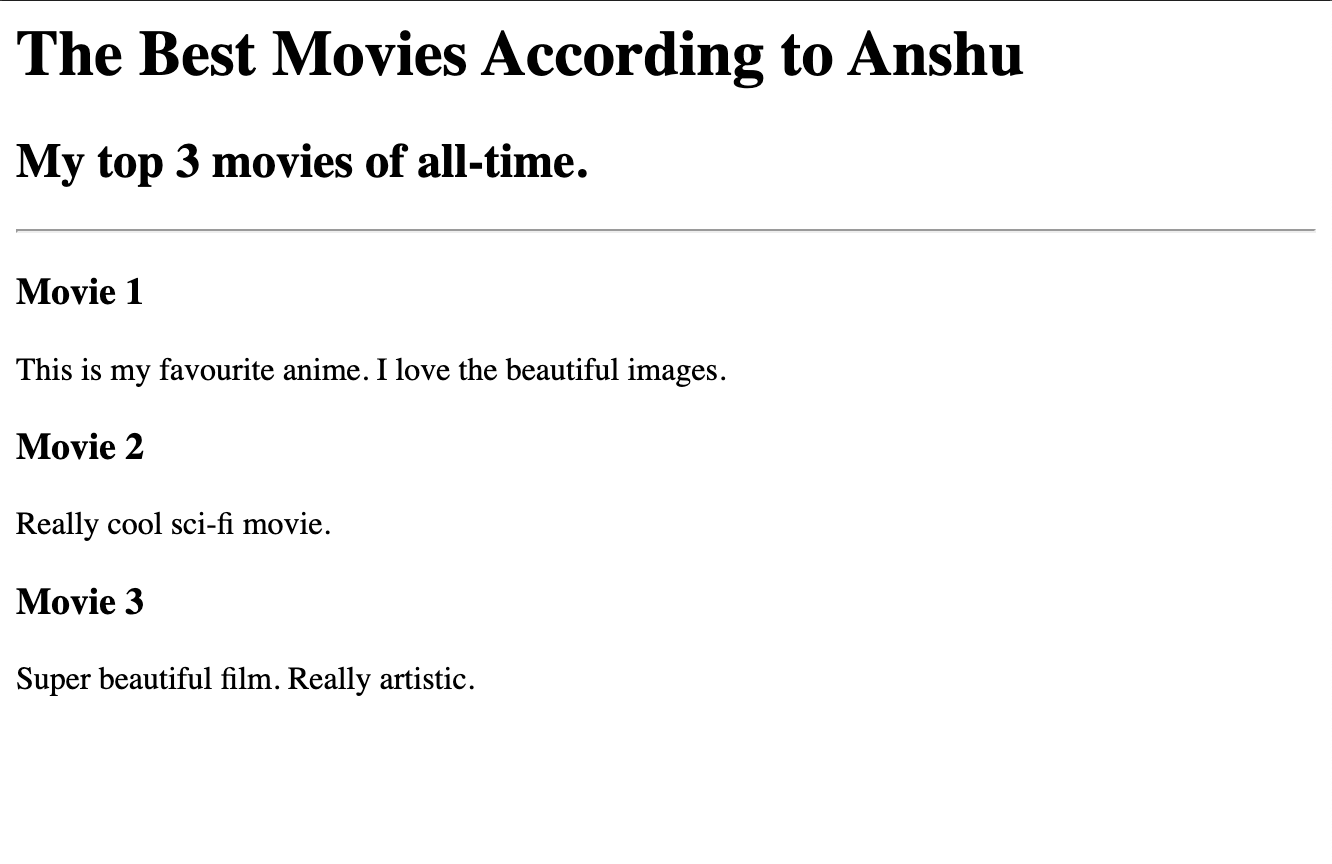 The Best Movies According to Anshu
My top 3 movies of all-time.
Movie 1
This is my favourite anime. I love the beautiful images.
Movie 2
Really cool sci-fi movie.
Movie 3
Super beautiful film. Really artistic.